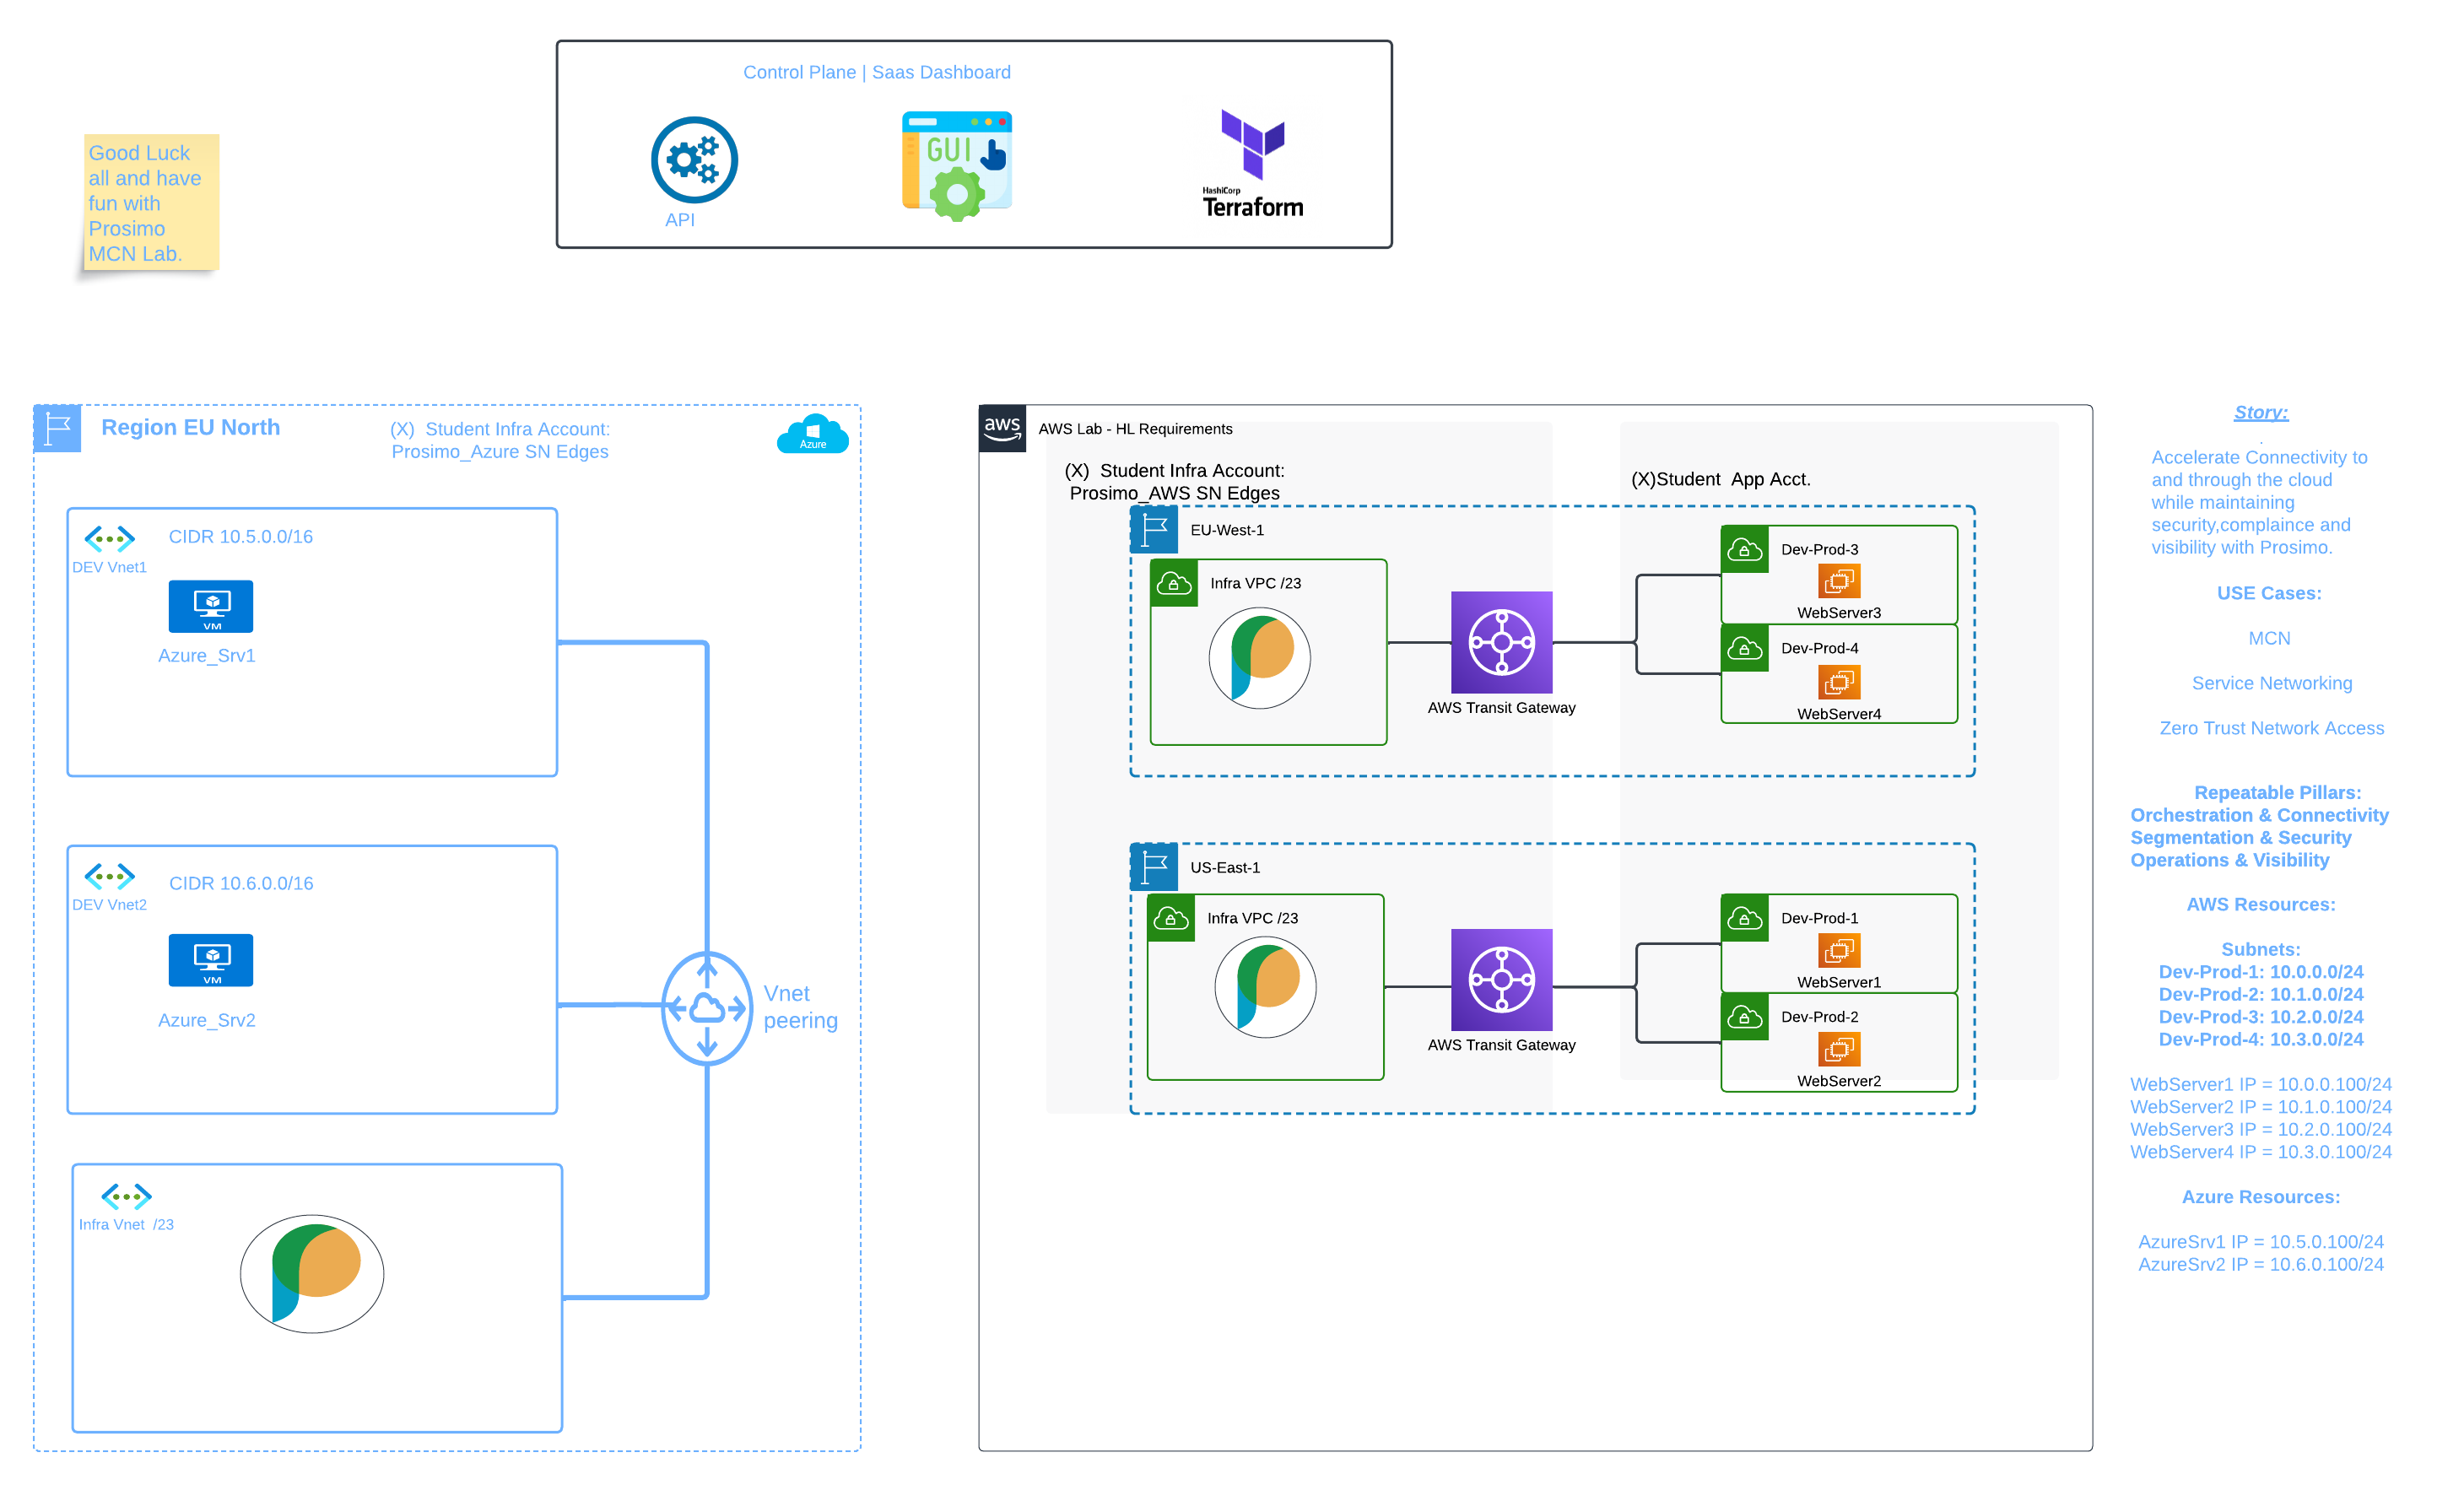 Control Plane | Saas Dashboard
API
GUI
HashiCorp
Terraform
Good Luck
all and have
fun with
Prosimo
MCN Lab.
Region EU North
(X)  Student Infra Account:
Prosimo_Azure SN Edges
Azure
CIDR 10.5.0.0/16
DEV Vnet1
VM
Azure_Srv1
CIDR 10.6.0.0/16
DEV Vnet2
VM
Azure_Srv2
Vnet
peering
Infra Vnet  /23
aws
AWS Lab - HL Requirements
(X)  Student Infra Account:
Prosimo_AWS SN Edges
(X)Student  App Acct.
EU-West-1
Infra VPC /23
AWS Transit Gateway
Dev-Prod-3
WebServer3
Dev-Prod-4
WebServer4
US-East-1
Infra VPC /23
AWS Transit Gateway
Dev-Prod-1
WebServer1
Dev-Prod-2
WebServer2
Story:
.
Accelerate Connectivity to
and through the cloud
while maintaining
security,complaince and
visibility with Prosimo.
USE Cases:
MCN
Service Networking
Zero Trust Network Access
Repeatable Pillars:
Orchestration & Connectivity
Segmentation & Security
Operations & Visibility
AWS Resources:
Subnets:
Dev-Prod-1: 10.0.0.0/24
Dev-Prod-2: 10.1.0.0/24
Dev-Prod-3: 10.2.0.0/24
Dev-Prod-4: 10.3.0.0/24
WebServer1 IP = 10.0.0.100/24
WebServer2 IP = 10.1.0.100/24
WebServer3 IP = 10.2.0.100/24
WebServer4 IP = 10.3.0.100/24
Azure Resources:
AzureSrv1 IP = 10.5.0.100/24
AzureSrv2 IP = 10.6.0.100/24